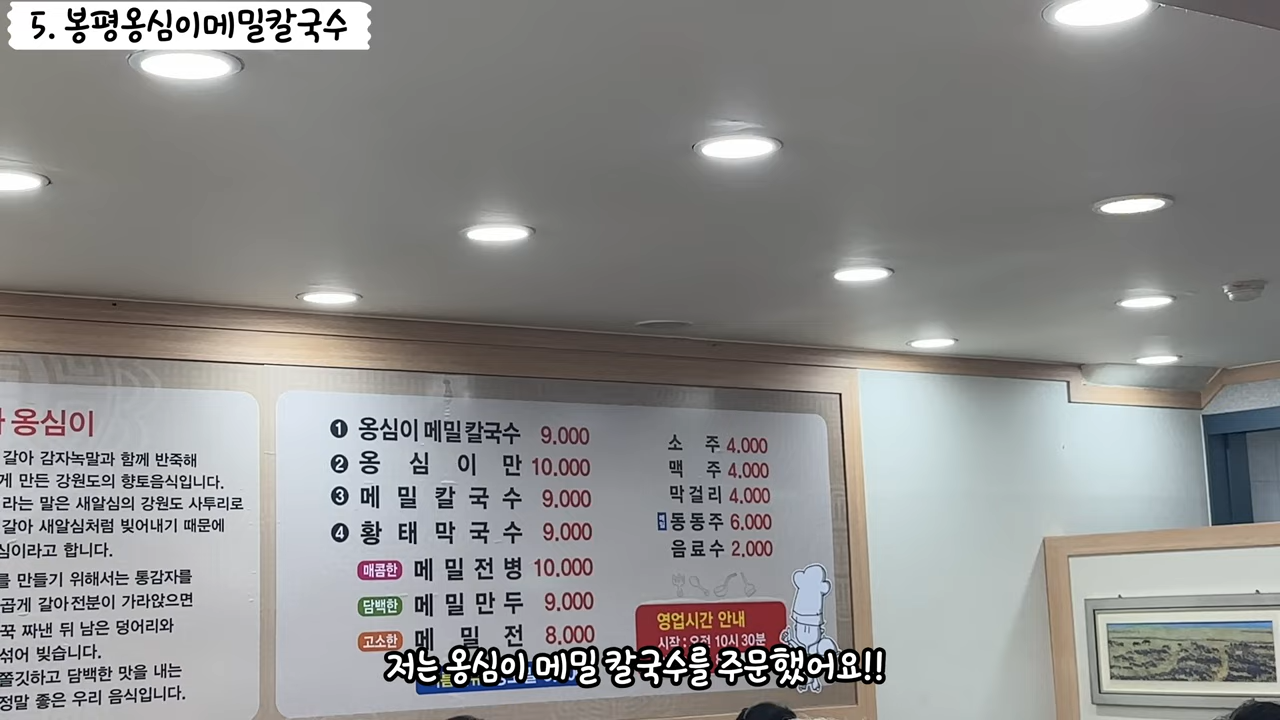 5. 봉평옹심이메밀칼국수
옹심이
갈아 감자녹말과 함께 반죽해
게 만든 강원도의 향토음식입니다.
라는 말은 새알심의 강원도 사투리로
갈아 새알심처럼 빚어내기 때문에
심이라고 합니다.
를 만들기 위해서는 통감자를
곱게 갈아 전분이 가라앉으면
꾹 짜낸 뒤 남은 덩어리와
섞어 빚습니다.
쫄깃하고 담백한 맛을 내는
정말 좋은 우리 음식입니다.
❶ 옹심이 메밀칼국수 9.000
❷ 옹심이만 10.000
❸ 메밀칼국수 9.000
❹ 황태막국수 9.000
매콤한 메밀전병 10.000
담백한 메밀만두 9.000
고소한 메밀전 8.000
소주 4.000
맥주 4.000
막걸리 4.000
동동주 6.000
음료수 2.000
영업시간 안내
시작 : 오전 10시 30분
저는 옹심이 메밀 칼국수를 주문했어요!!